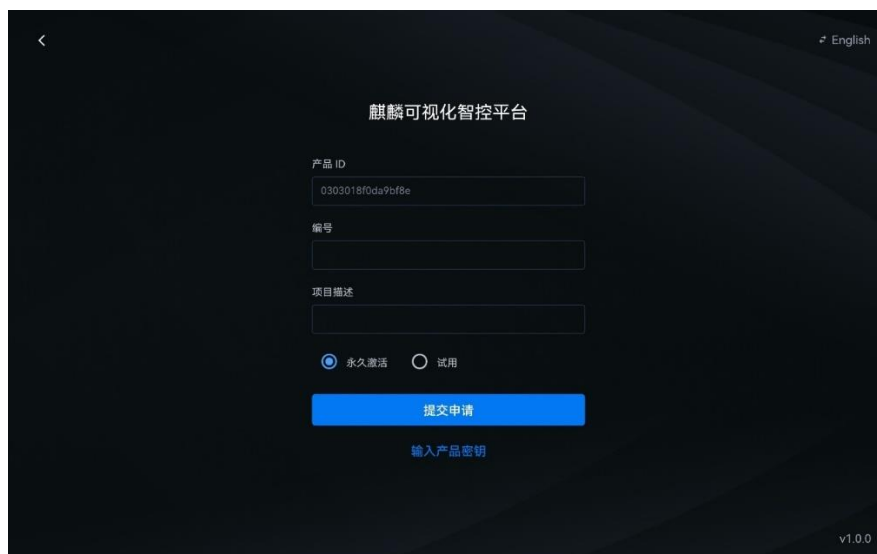 English
麒麟可视化智控平台
产品 ID
0303018f0da9bf8e
编号
项目描述
永久激活 试用
提交申请
输入产品密钥
v1.0.0